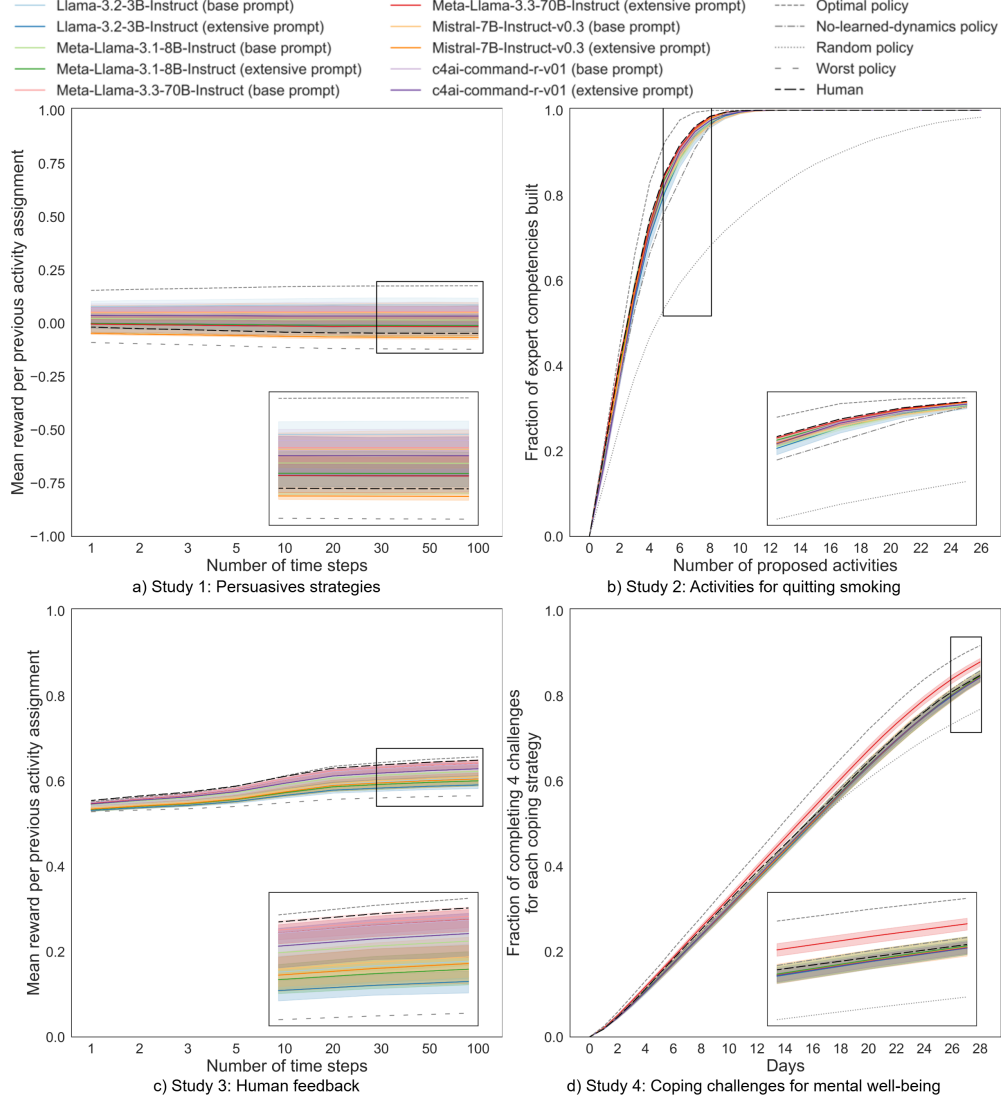 Llama-3.2-3B-Instruct (base prompt)
Llama-3.2-3B-Instruct (extensive prompt)
Meta-Llama-3.1-8B-Instruct (base prompt)
Meta-Llama-3.1-8B-Instruct (extensive prompt)
Meta-Llama-3.3-70B-Instruct (base prompt)
Meta-Llama-3.3-70B-Instruct (extensive prompt)
Mistral-7B-Instruct-v0.3 (base prompt)
Mistral-7B-Instruct-v0.3 (extensive prompt)
c4ai-command-r-v01 (base prompt)
c4ai-command-r-v01 (extensive prompt)
Optimal policy
No-learned-dynamics policy
Random policy
Worst policy
Human
Mean reward per previous activity assignment
1.00
0.75
0.50
0.25
0.00
−0.25
−0.50
−0.75
−1.00
1 2 3 5 10 20 30 50 100
Number of time steps
a) Study 1: Persuasives strategies
Fraction of expert competencies built
1.0
0.8
0.6
0.4
0.2
0.0
0 2 4 6 8 10 12 14 16 18 20 22 24 26
Number of proposed activities
b) Study 2: Activities for quitting smoking
Mean reward per previous activity assignment
1.0
0.8
0.6
0.4
0.2
0.0
1 2 3 5 10 20 30 50 100
Number of time steps
c) Study 3: Human feedback
Fraction of completing 4 challenges
for each coping strategy
1.0
0.8
0.6
0.4
0.2
0.0
0 2 4 6 8 10 12 14 16 18 20 22 24 26 28
Days
d) Study 4: Coping challenges for mental well-being